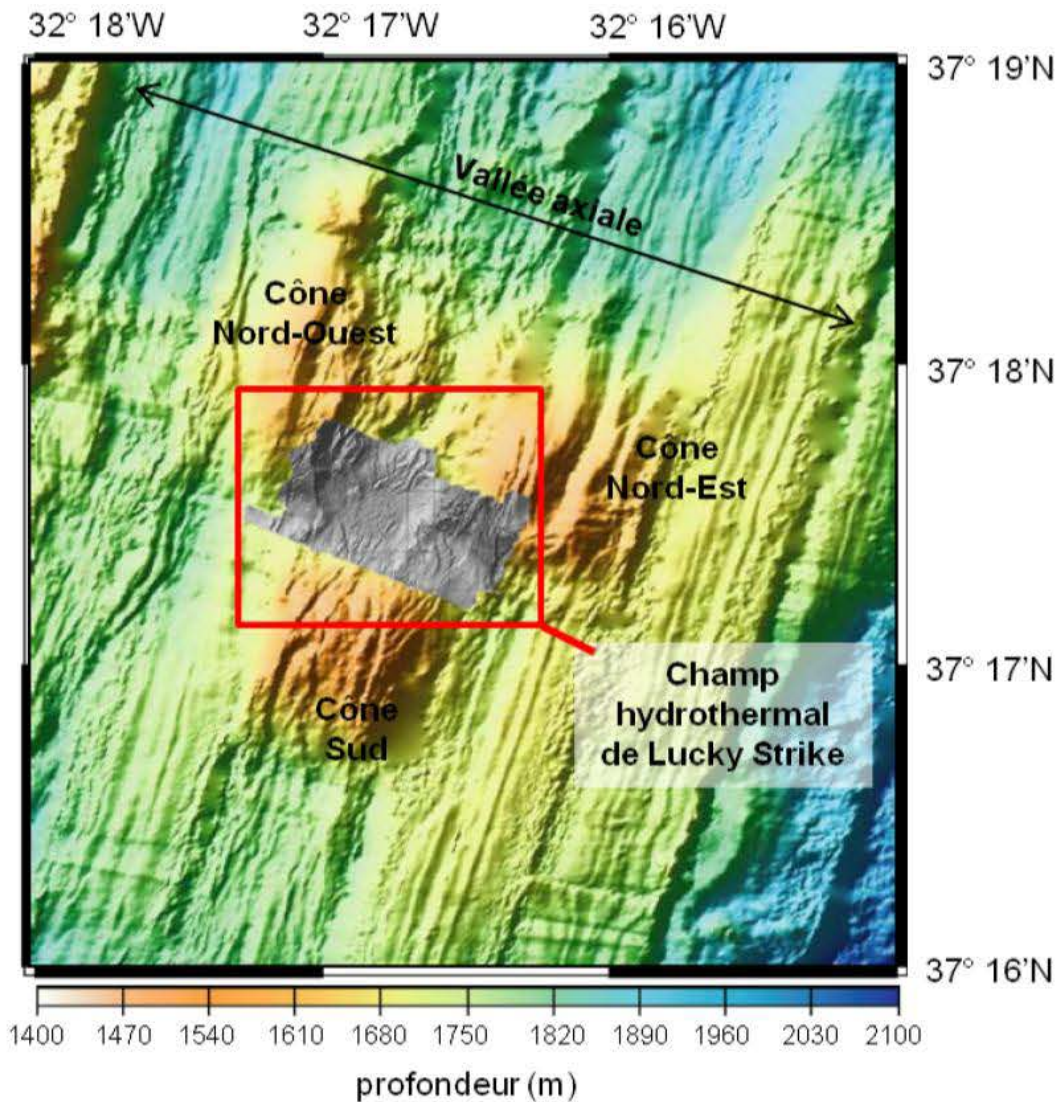 32° 18'W 32° 17'W 32° 16'W
37° 19'N
Vallée axiale
Cône
Nord-Ouest
37° 18'N
Cône
Nord-Est
37° 17'N
Champ
hydrothermal
de Lucky Strike
Cône
Sud
37° 16'N
1400 1470 1540 1610 1680 1750 1820 1890 1960 2030 2100
profondeur (m)